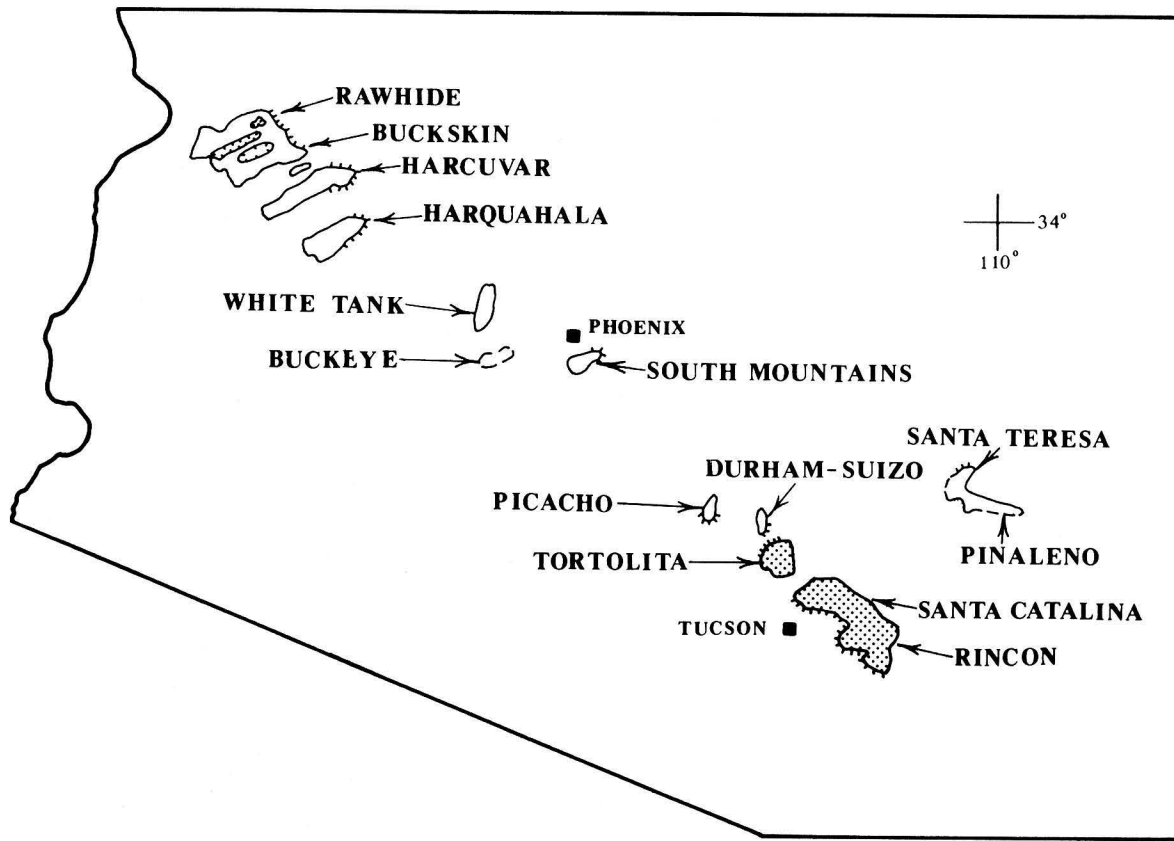 RAWHIDE
BUCKSKIN
HARCUVAR
HARQUAHALA
34°
110°
WHITE TANK
PHOENIX
BUCKEYE
SOUTH MOUNTAINS
SANTA TERESA
DURHAM-SUIZO
PICACHO
PINALENO
TORTOLITA
SANTA CATALINA
TUCSON
RINCON